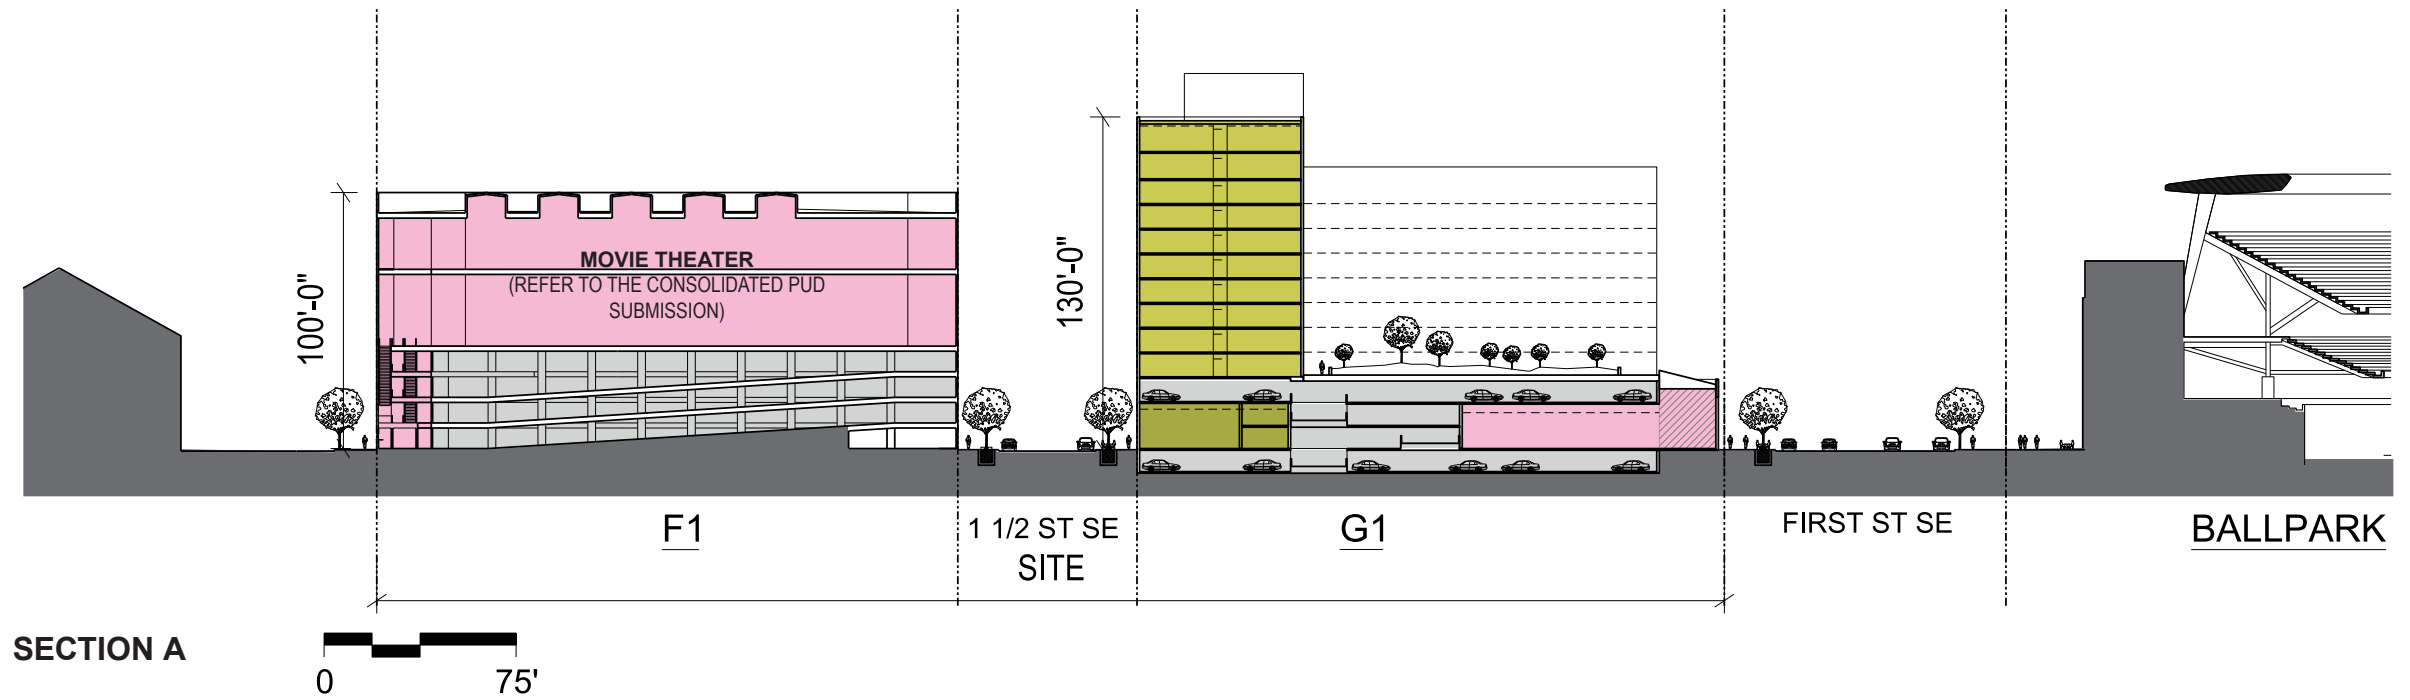 MOVIE THEATER
(REFER TO THE CONSOLIDATED PUD
SUBMISSION)
100'-0"
130'-0"
F1
1 1/2 ST SE
SITE
G1
FIRST ST SE
BALLPARK
SECTION A
0
75'